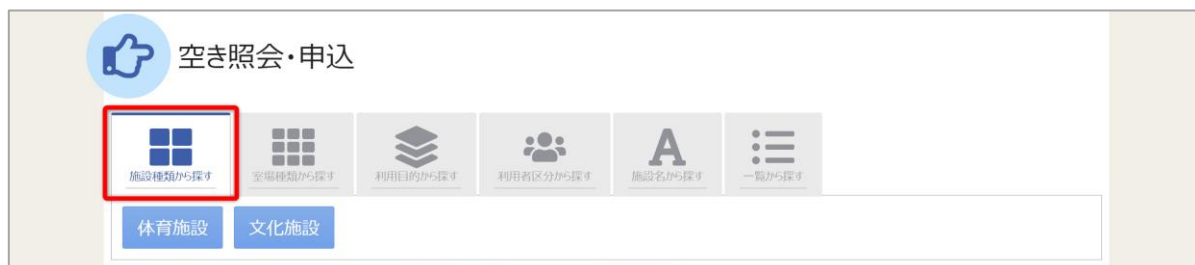 空き照会・申込
施設種類から探す 室場種類から探す 利用目的から探す 利用者区分から探す 施設名から探す 一覧から探す
体育施設 文化施設